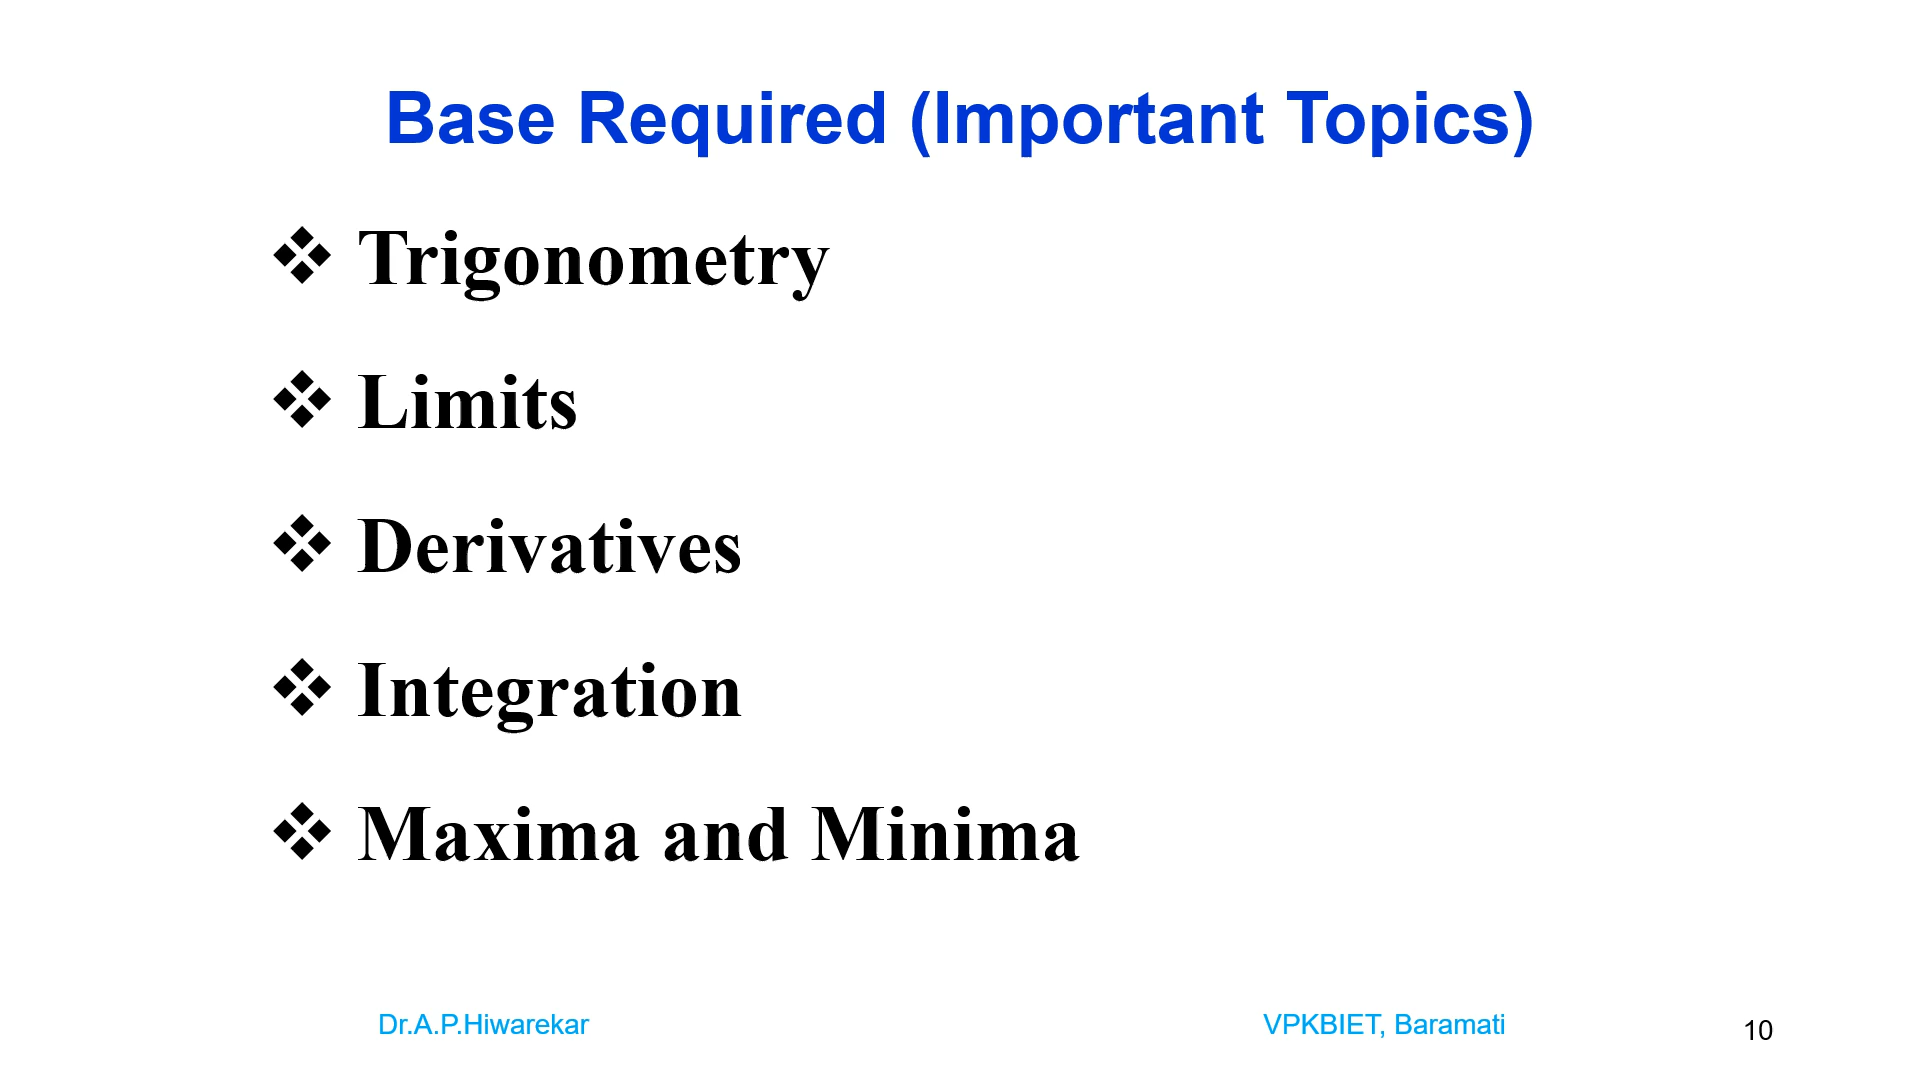 Base Required (Important Topics)
❖ Trigonometry
❖ Limits
❖ Derivatives
❖ Integration
❖ Maxima and Minima
Dr.A.P.Hiwarekar VPKBIET, Baramati 10